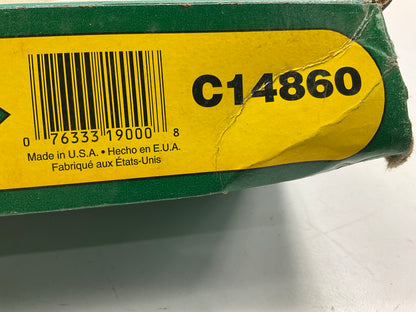 C14860
0 76333 19000 8
Made in U.S.A. • Hecho en E.U.A.
Fabriqué aux États-Unis